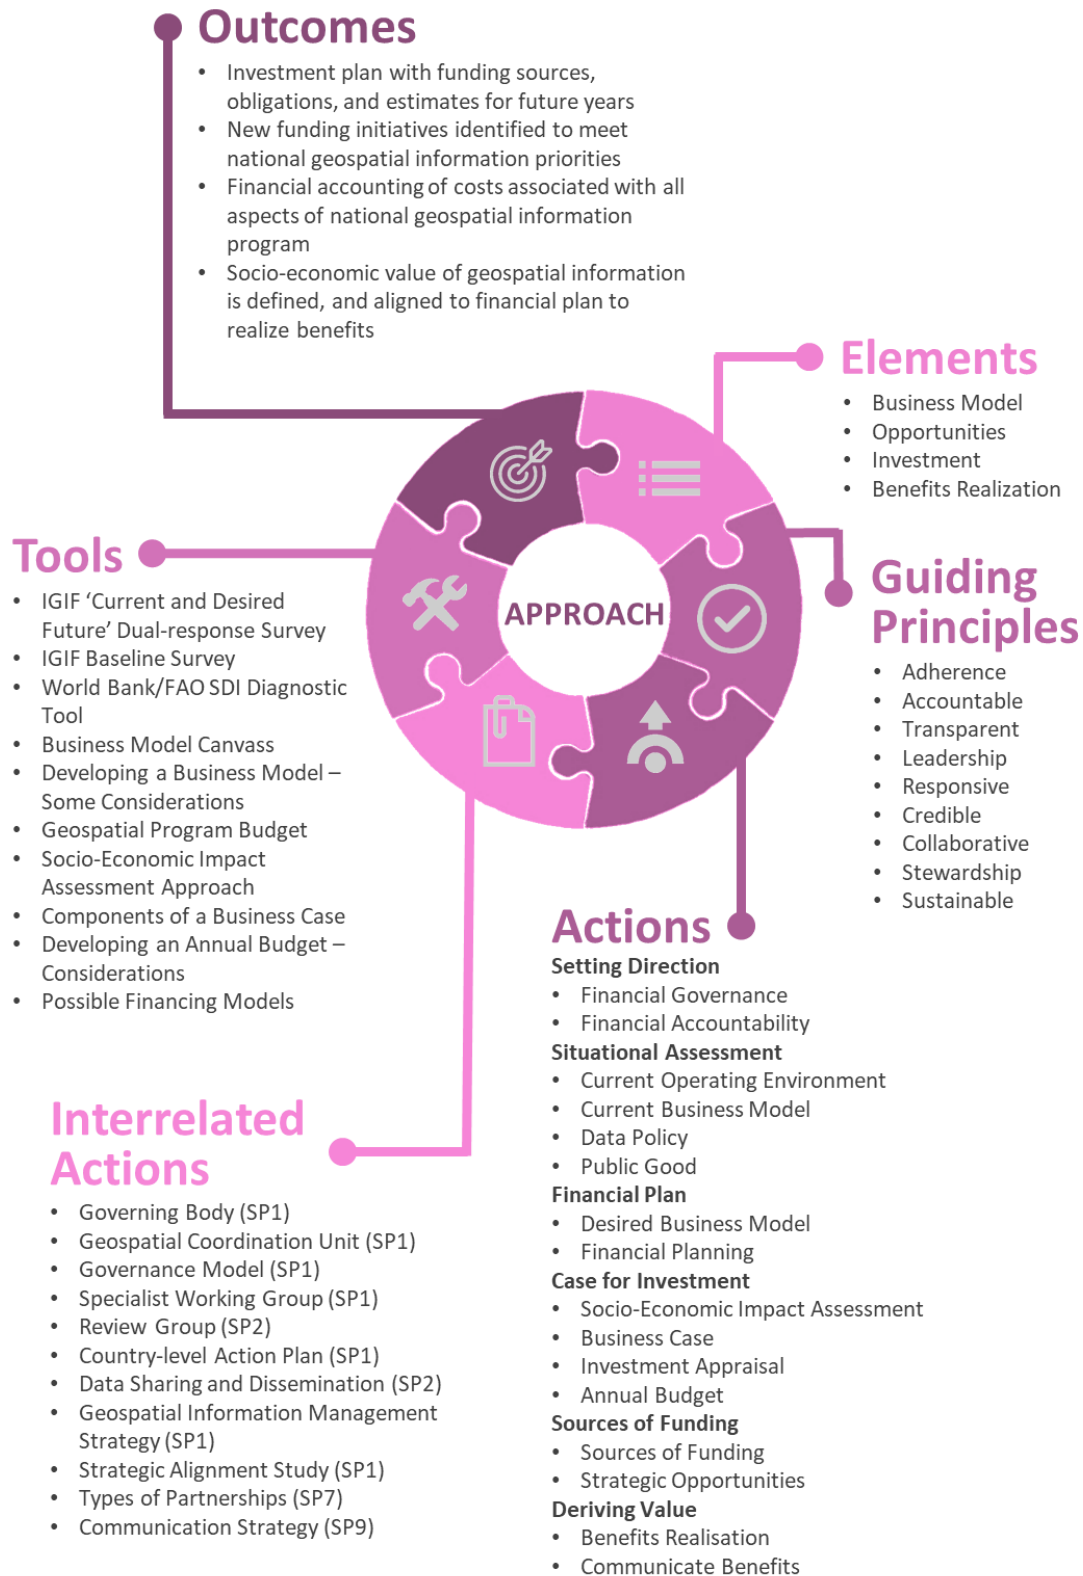 Outcomes
• Investment plan with funding sources,
obligations, and estimates for future years
• New funding initiatives identified to meet
national geospatial information priorities
• Financial accounting of costs associated with all
aspects of national geospatial information
program
• Socio-economic value of geospatial information
is defined, and aligned to financial plan to
realize benefits
Elements
• Business Model
• Opportunities
• Investment
• Benefits Realization
Guiding
Principles
• Adherence
• Accountable
• Transparent
• Leadership
• Responsive
• Credible
• Collaborative
• Stewardship
• Sustainable
APPROACH
Tools
• IGIF ‘Current and Desired
Future’ Dual-response Survey
• IGIF Baseline Survey
• World Bank/FAO SDI Diagnostic
Tool
• Business Model Canvass
• Developing a Business Model –
Some Considerations
• Geospatial Program Budget
• Socio-Economic Impact
Assessment Approach
• Components of a Business Case
• Developing an Annual Budget –
Considerations
• Possible Financing Models
Actions
Setting Direction
• Financial Governance
• Financial Accountability
Situational Assessment
• Current Operating Environment
• Current Business Model
• Data Policy
• Public Good
Financial Plan
• Desired Business Model
• Financial Planning
Case for Investment
• Socio-Economic Impact Assessment
• Business Case
• Investment Appraisal
• Annual Budget
Sources of Funding
• Sources of Funding
• Strategic Opportunities
Deriving Value
• Benefits Realisation
• Communicate Benefits
Interrelated
Actions
• Governing Body (SP1)
• Geospatial Coordination Unit (SP1)
• Governance Model (SP1)
• Specialist Working Group (SP1)
• Review Group (SP2)
• Country-level Action Plan (SP1)
• Data Sharing and Dissemination (SP2)
• Geospatial Information Management
Strategy (SP1)
• Strategic Alignment Study (SP1)
• Types of Partnerships (SP7)
• Communication Strategy (SP9)